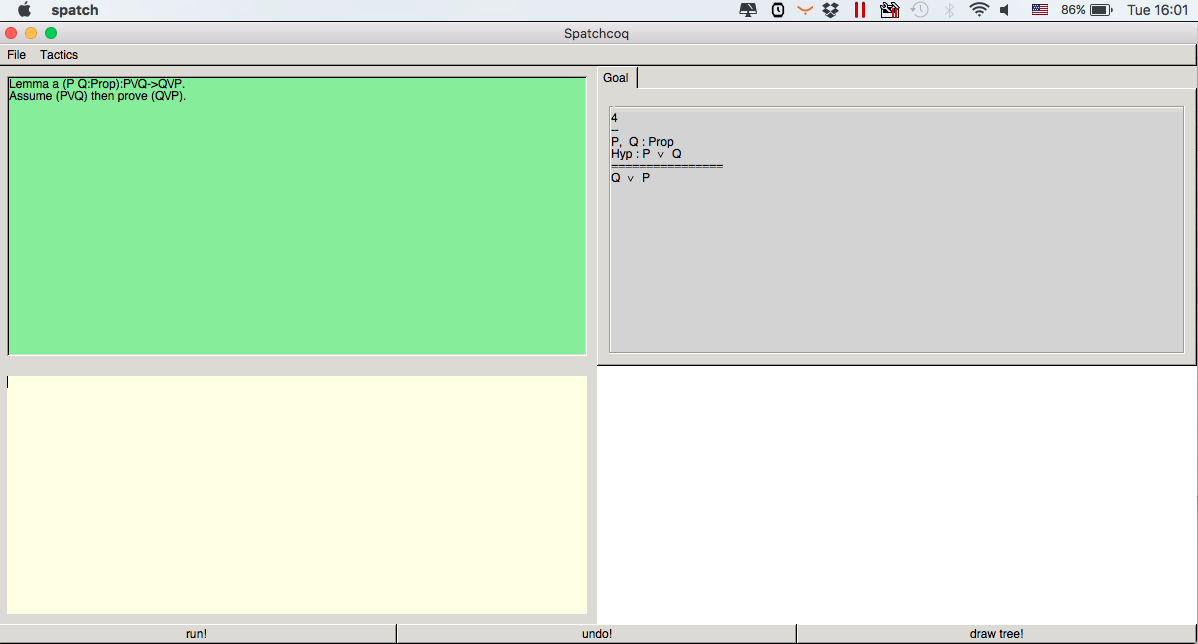 spatch
86%
Tue 16:01
Spatchcoq
File Tactics
Lemma a (P Q:Prop):PVQ->QVP.
Assume (PVQ) then prove (QVP).
Goal
4
--
P, Q : Prop
Hyp : P ∨ Q
================
Q ∨ P
run!
undo!
draw tree!